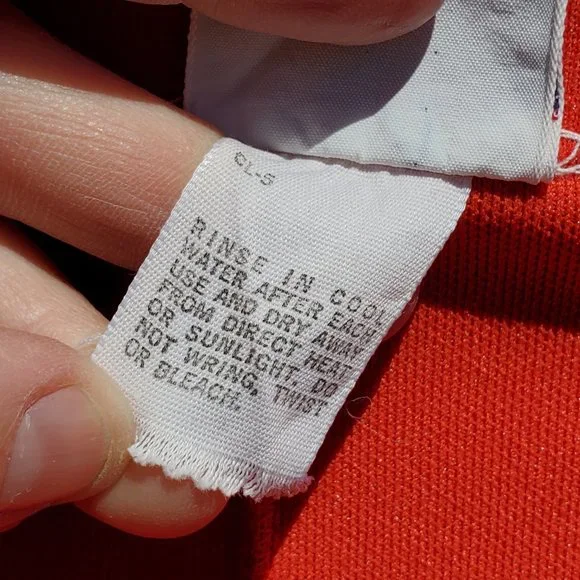 CL-S
RINSE IN COOL
WATER AFTER EACH
USE AND DRY AWAY
FROM DIRECT HEAT
OR SUNLIGHT. DO
NOT WRING, TWIST
OR BLEACH.